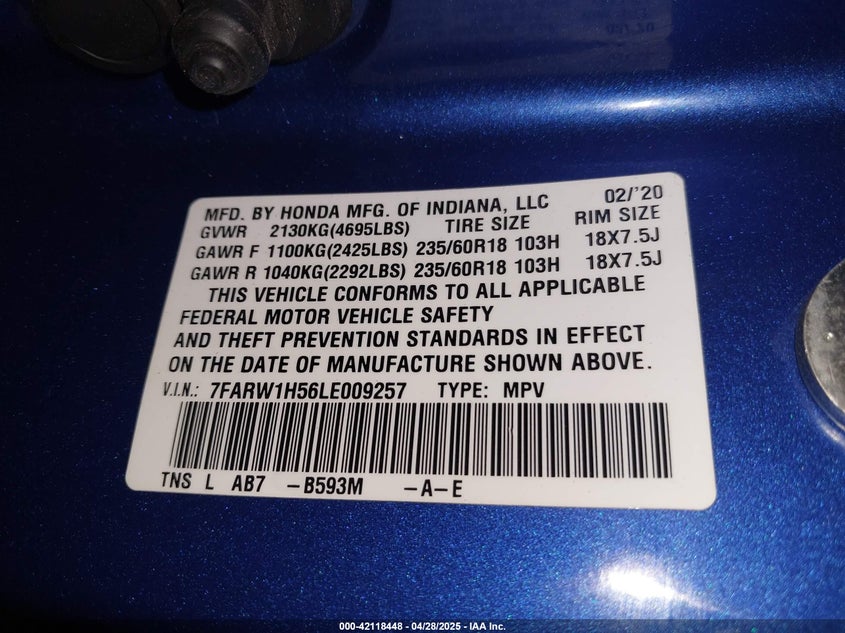 MFD. BY HONDA MFG. OF INDIANA, LLC 02/'20
GVWR 2130KG(4695LBS) TIRE SIZE RIM SIZE
GAWR F 1100KG(2425LBS) 235/60R18 103H 18X7.5J
GAWR R 1040KG(2292LBS) 235/60R18 103H 18X7.5J
THIS VEHICLE CONFORMS TO ALL APPLICABLE
FEDERAL MOTOR VEHICLE SAFETY
AND THEFT PREVENTION STANDARDS IN EFFECT
ON THE DATE OF MANUFACTURE SHOWN ABOVE.
V.I.N.: 7FARW1H56LE009257 TYPE: MPV
TNS L AB7 -B593M -A-E
000-42118448 - 04/28/2025 - IAA Inc.